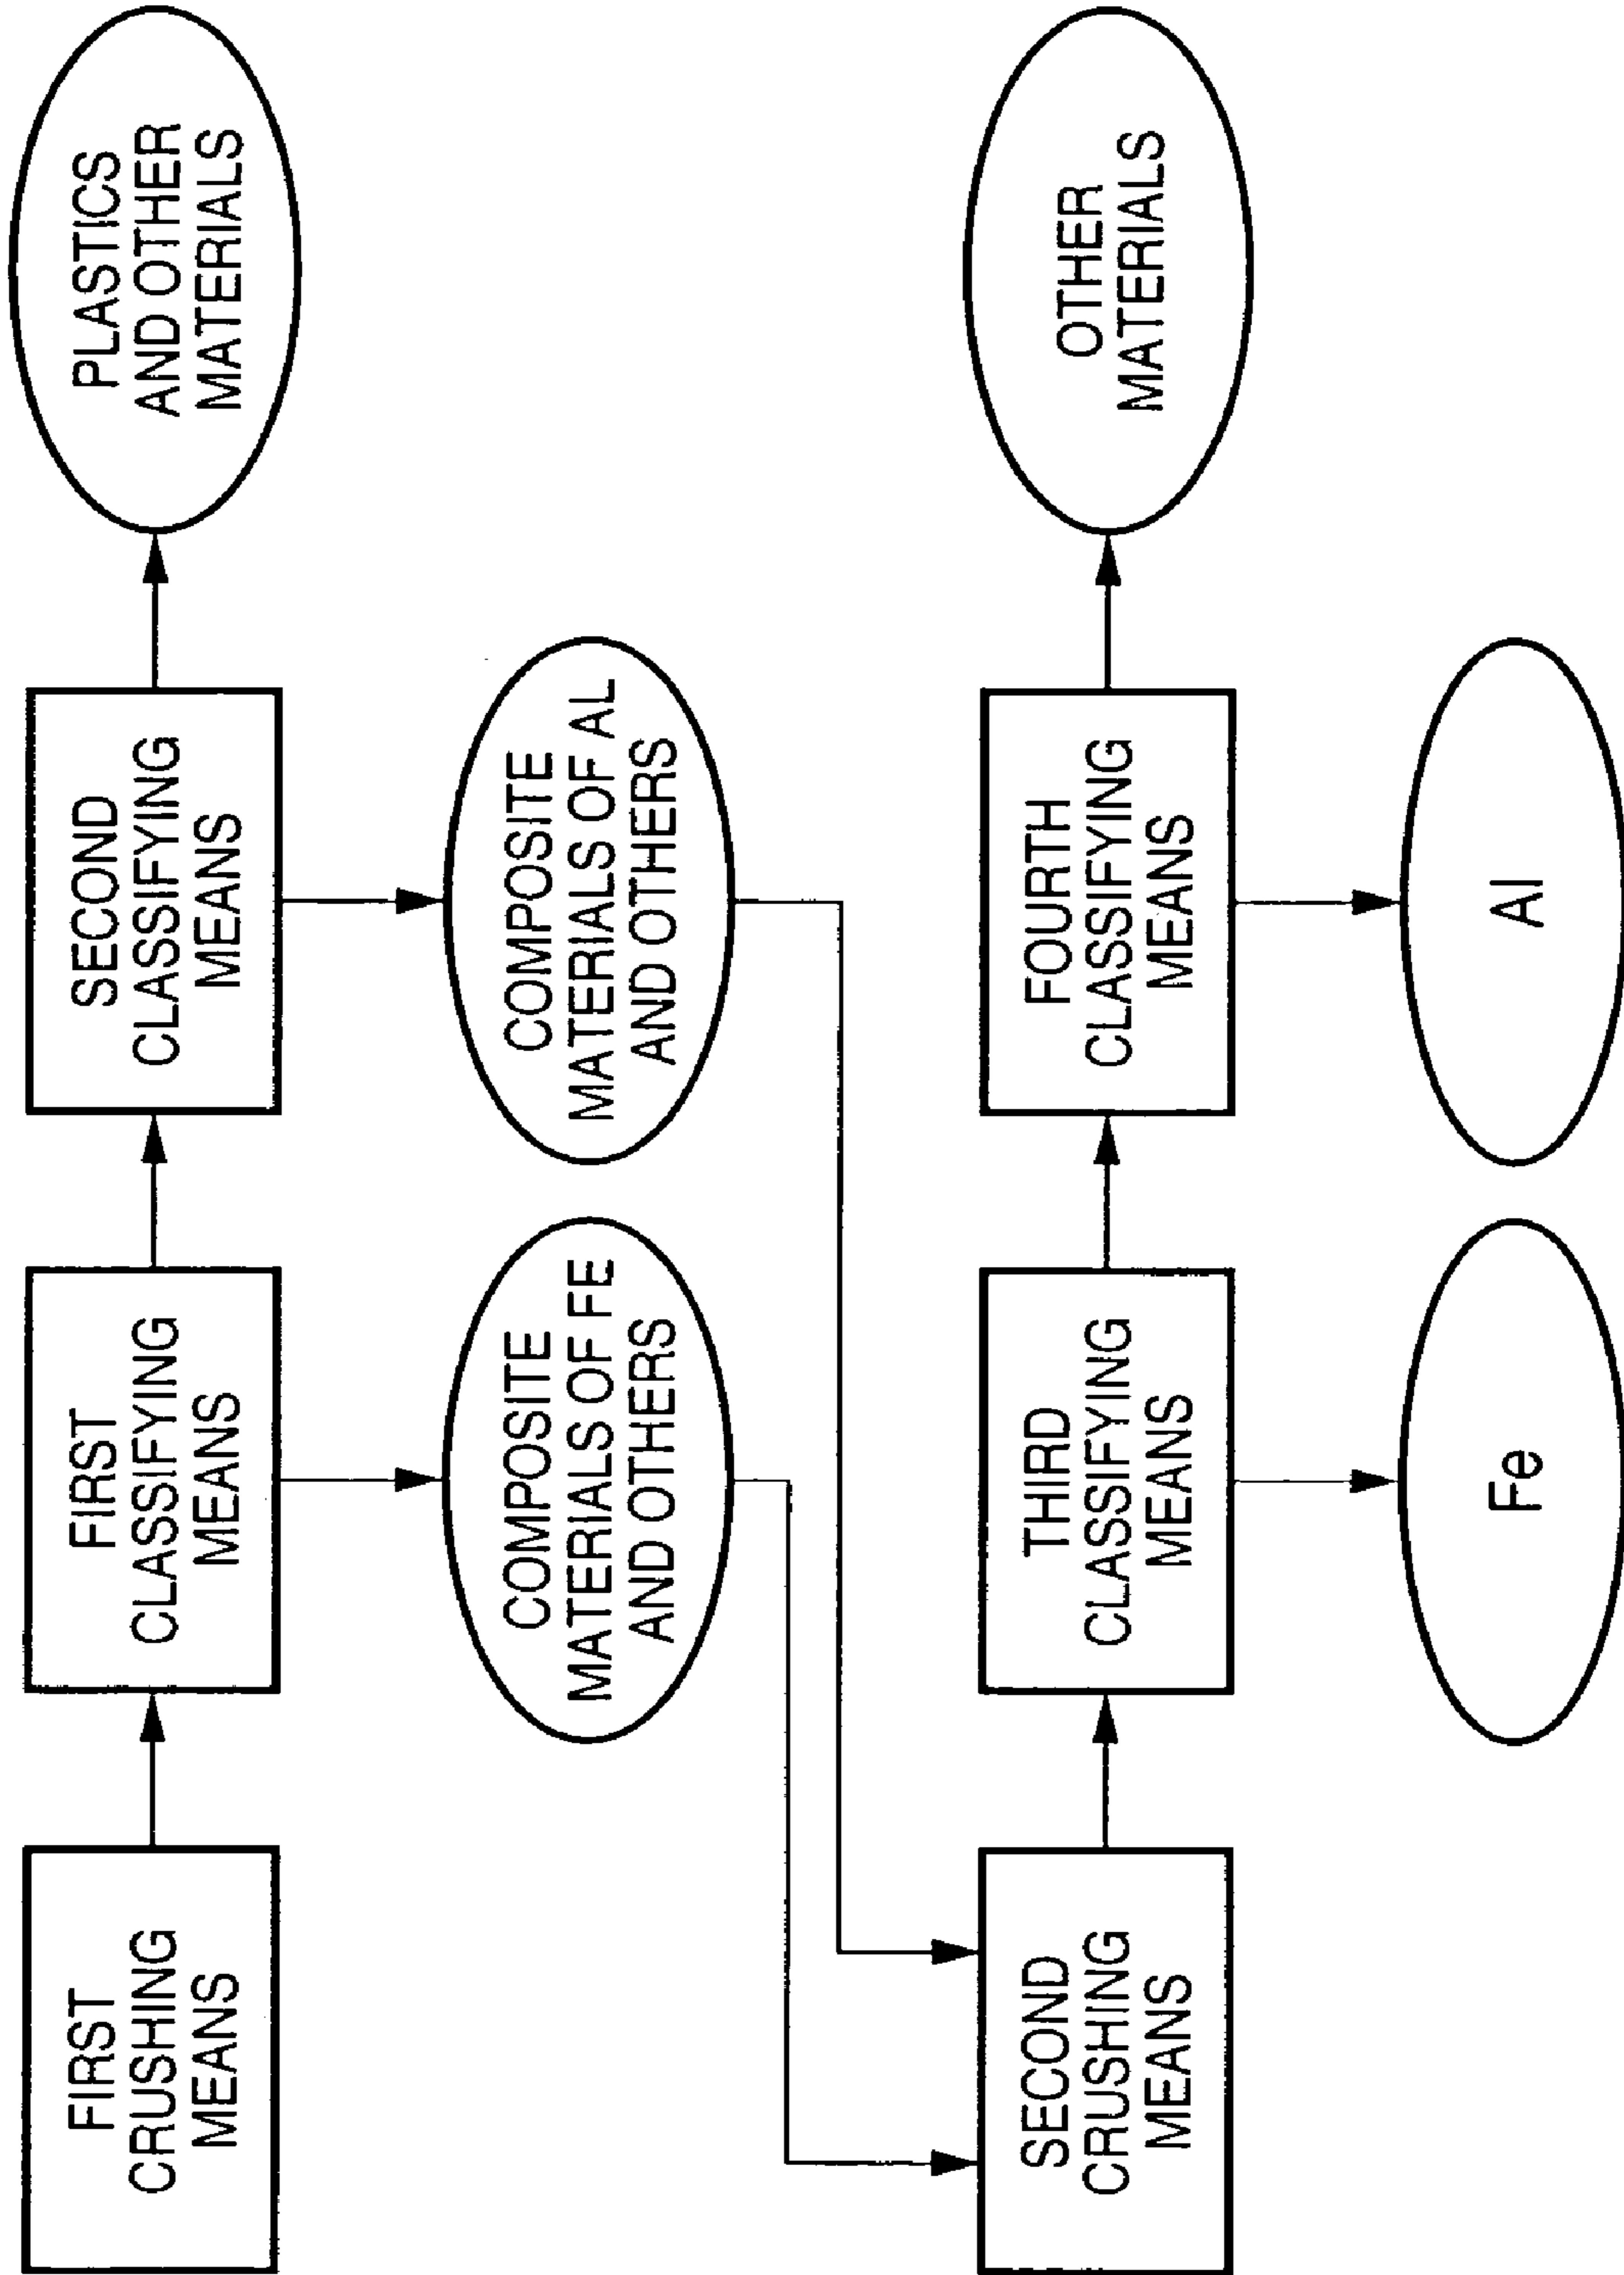 FIRST
CRUSHING
MEANS
FIRST
CLASSIFYING
MEANS
SECOND
CLASSIFYING
MEANS
PLASTICS
AND OTHER
MATERIALS
COMPOSITE
MATERIALS OF FE
AND OTHERS
COMPOSITE
MATERIALS OF AL
AND OTHERS
SECOND
CRUSHING
MEANS
THIRD
CLASSIFYING
MEANS
FOURTH
CLASSIFYING
MEANS
OTHER
MATERIALS
Fe
Al